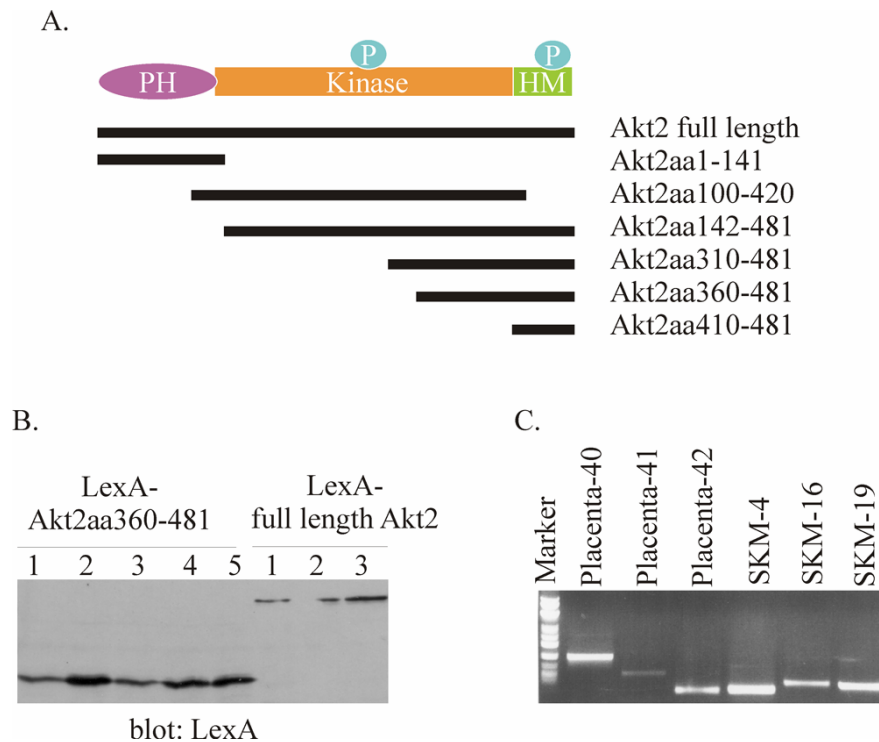 A.
P P
PH Kinase HM
Akt2 full length
Akt2aa1-141
Akt2aa100-420
Akt2aa142-481
Akt2aa310-481
Akt2aa360-481
Akt2aa410-481
B.
LexA-
Akt2aa360-481
LexA-
full length Akt2
1 2 3 4 5 1 2 3
blot: LexA
C.
Marker
Placenta-40
Placenta-41
Placenta-42
SKM-4
SKM-16
SKM-19